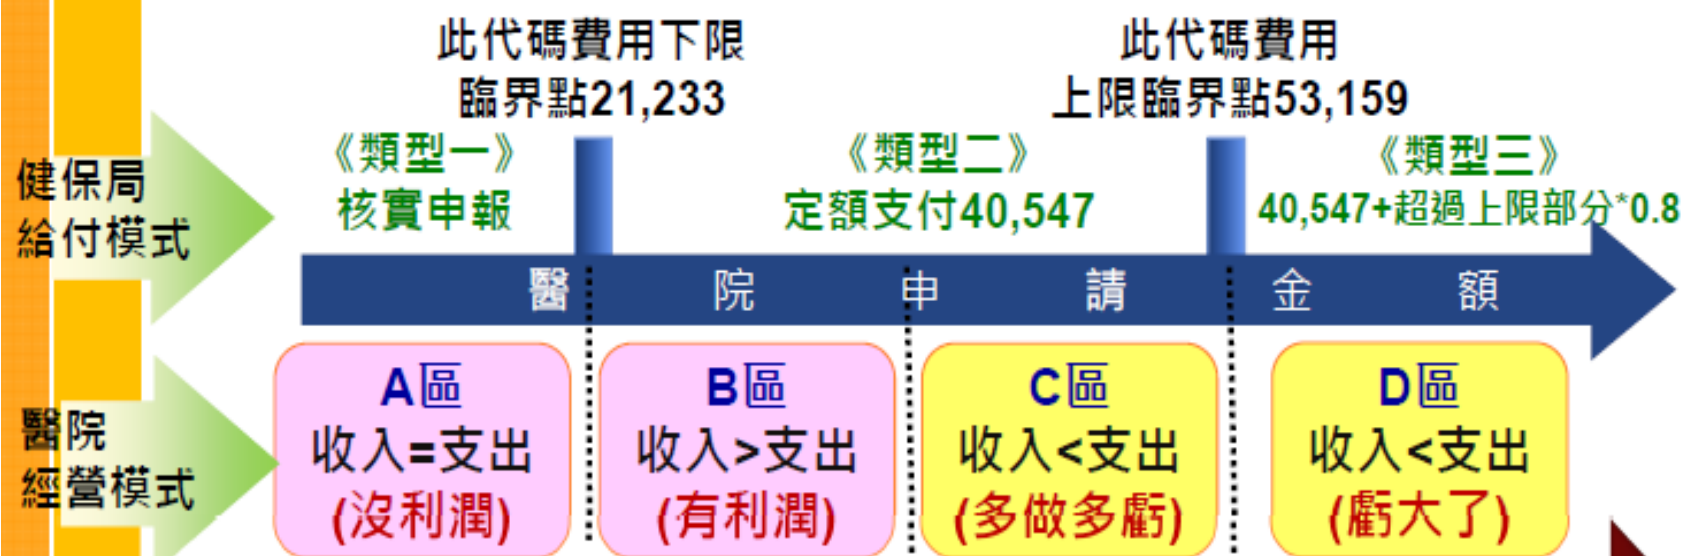 此代碼費用下限
臨界點21,233
此代碼費用
上限臨界點53,159
健保局
給付模式
《類型一》
核實申報
《類型二》
定額支付40,547
《類型三》
40,547+超過上限部分*0.8
醫院申請金額
醫院
經營模式
A區
收入=支出
(沒利潤)
B區
收入>支出
(有利潤)
C區
收入<支出
(多做多虧)
D區
收入<支出
(虧大了)